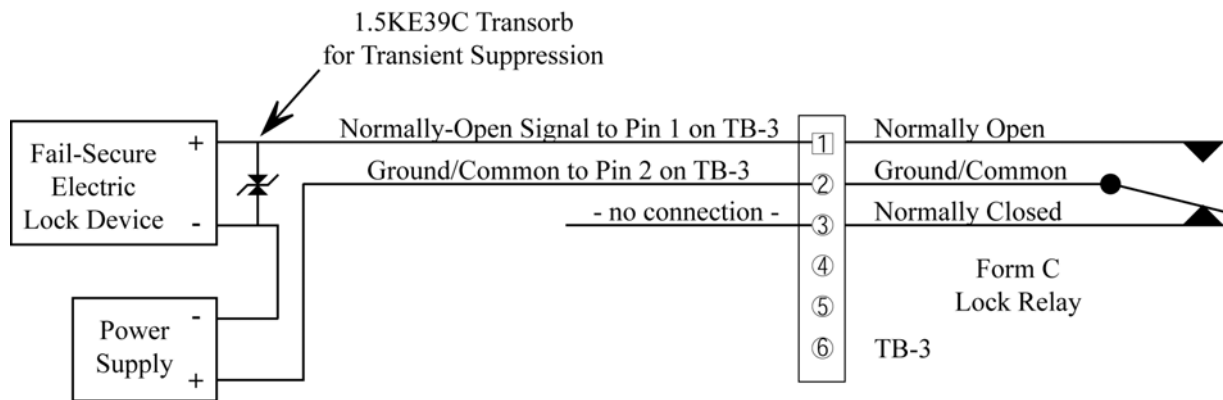 1.5KE39C Transorb
for Transient Suppression
Fail-Secure
Electric
Lock Device
+
-
Normally-Open Signal to Pin 1 on TB-3
Ground/Common to Pin 2 on TB-3
- no connection -
1
2
3
4
5
6
Normally Open
Ground/Common
Normally Closed
Form C
Lock Relay
TB-3
Power
Supply
-
+